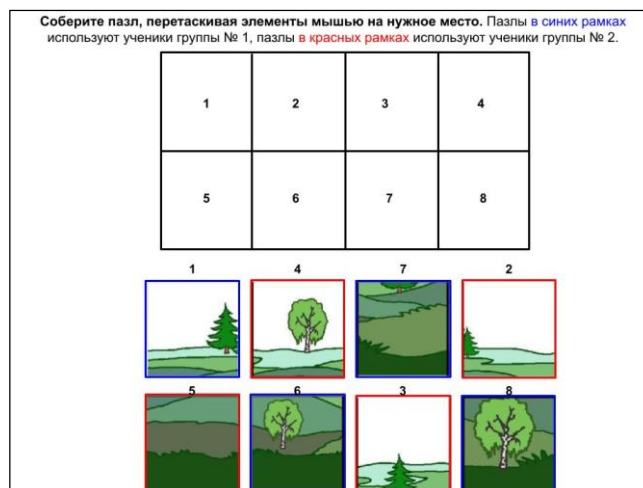 Соберите пазл, перетаскивая элементы мышью на нужное место. Пазлы в синих рамках
используют ученики группы № 1, пазлы в красных рамках используют ученики группы № 2.
1 2 3 4
5 6 7 8
1 4 7 2
5 6 3 8